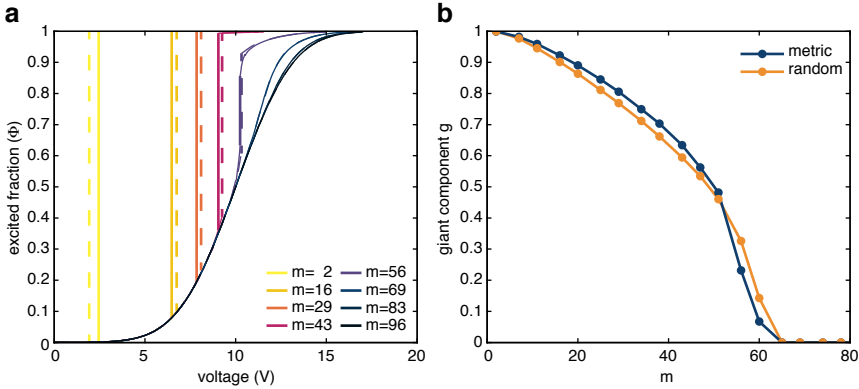 a
excited fraction (Φ)
1
0.9
0.8
0.7
0.6
0.5
0.4
0.3
0.2
0.1
0
m= 2
m=16
m=29
m=43
m=56
m=69
m=83
m=96
0 5 10 15 20
voltage (V)
b
giant component g
1
0.9
0.8
0.7
0.6
0.5
0.4
0.3
0.2
0.1
0
metric
random
0 20 40 60 80
m